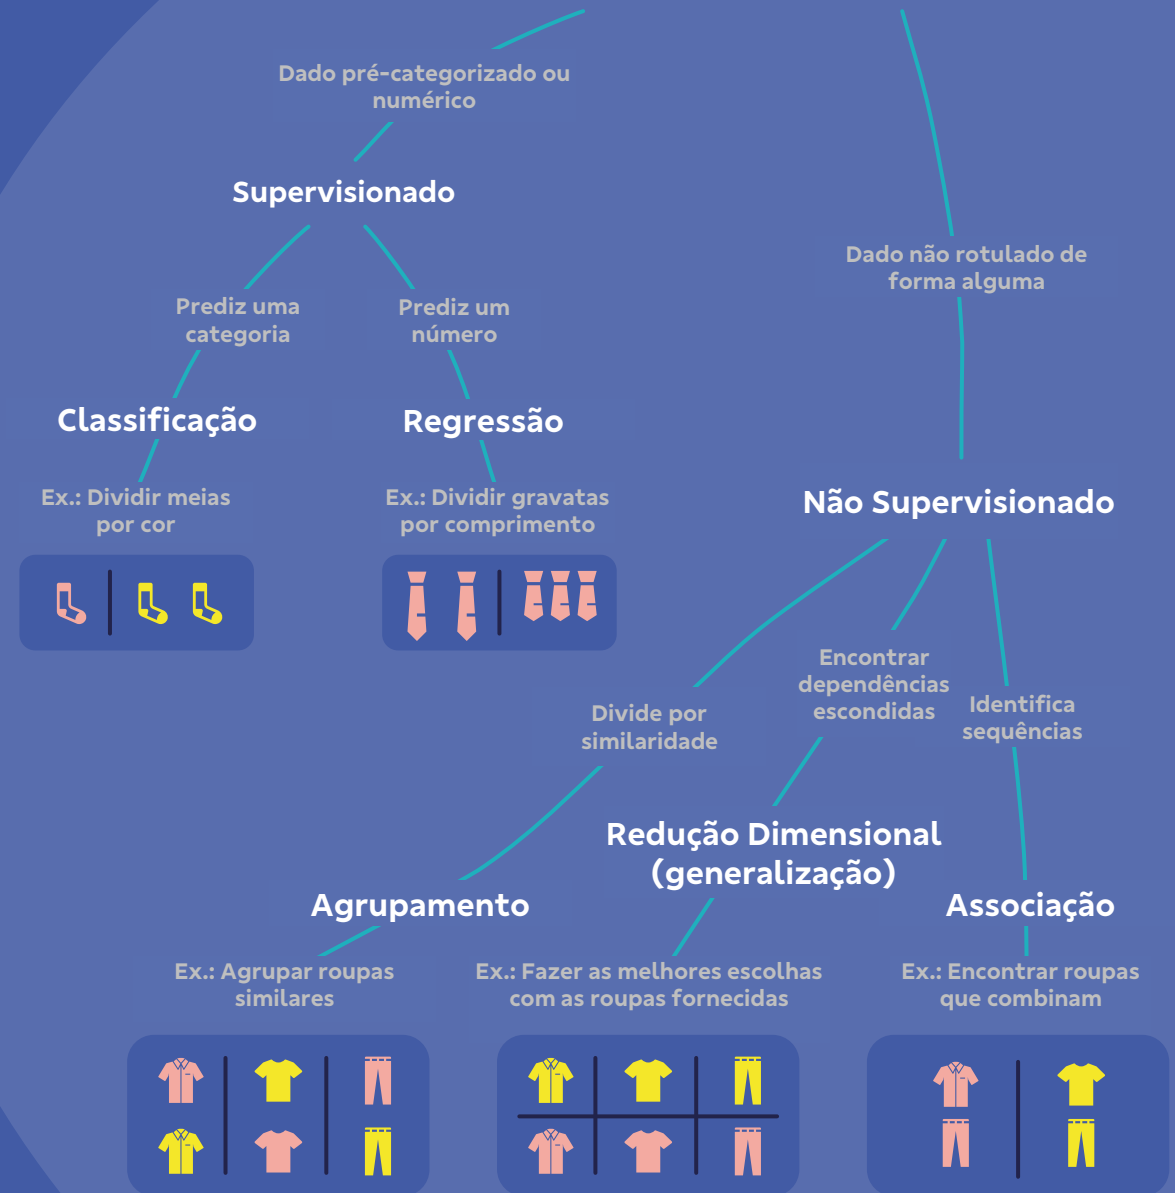 Dado pré-categorizado ou
numérico
Supervisionado
Dado não rotulado de
forma alguma
Prediz uma
categoria
Prediz um
número
Classificação
Regressão
Ex.: Dividir meias
por cor
Ex.: Dividir gravatas
por comprimento
Não Supervisionado
Divide por
similaridade
Encontrar
dependências
escondidas
Identifica
sequências
Redução Dimensional
(generalização)
Agrupamento
Associação
Ex.: Agrupar roupas
similares
Ex.: Fazer as melhores escolhas
com as roupas fornecidas
Ex.: Encontrar roupas
que combinam